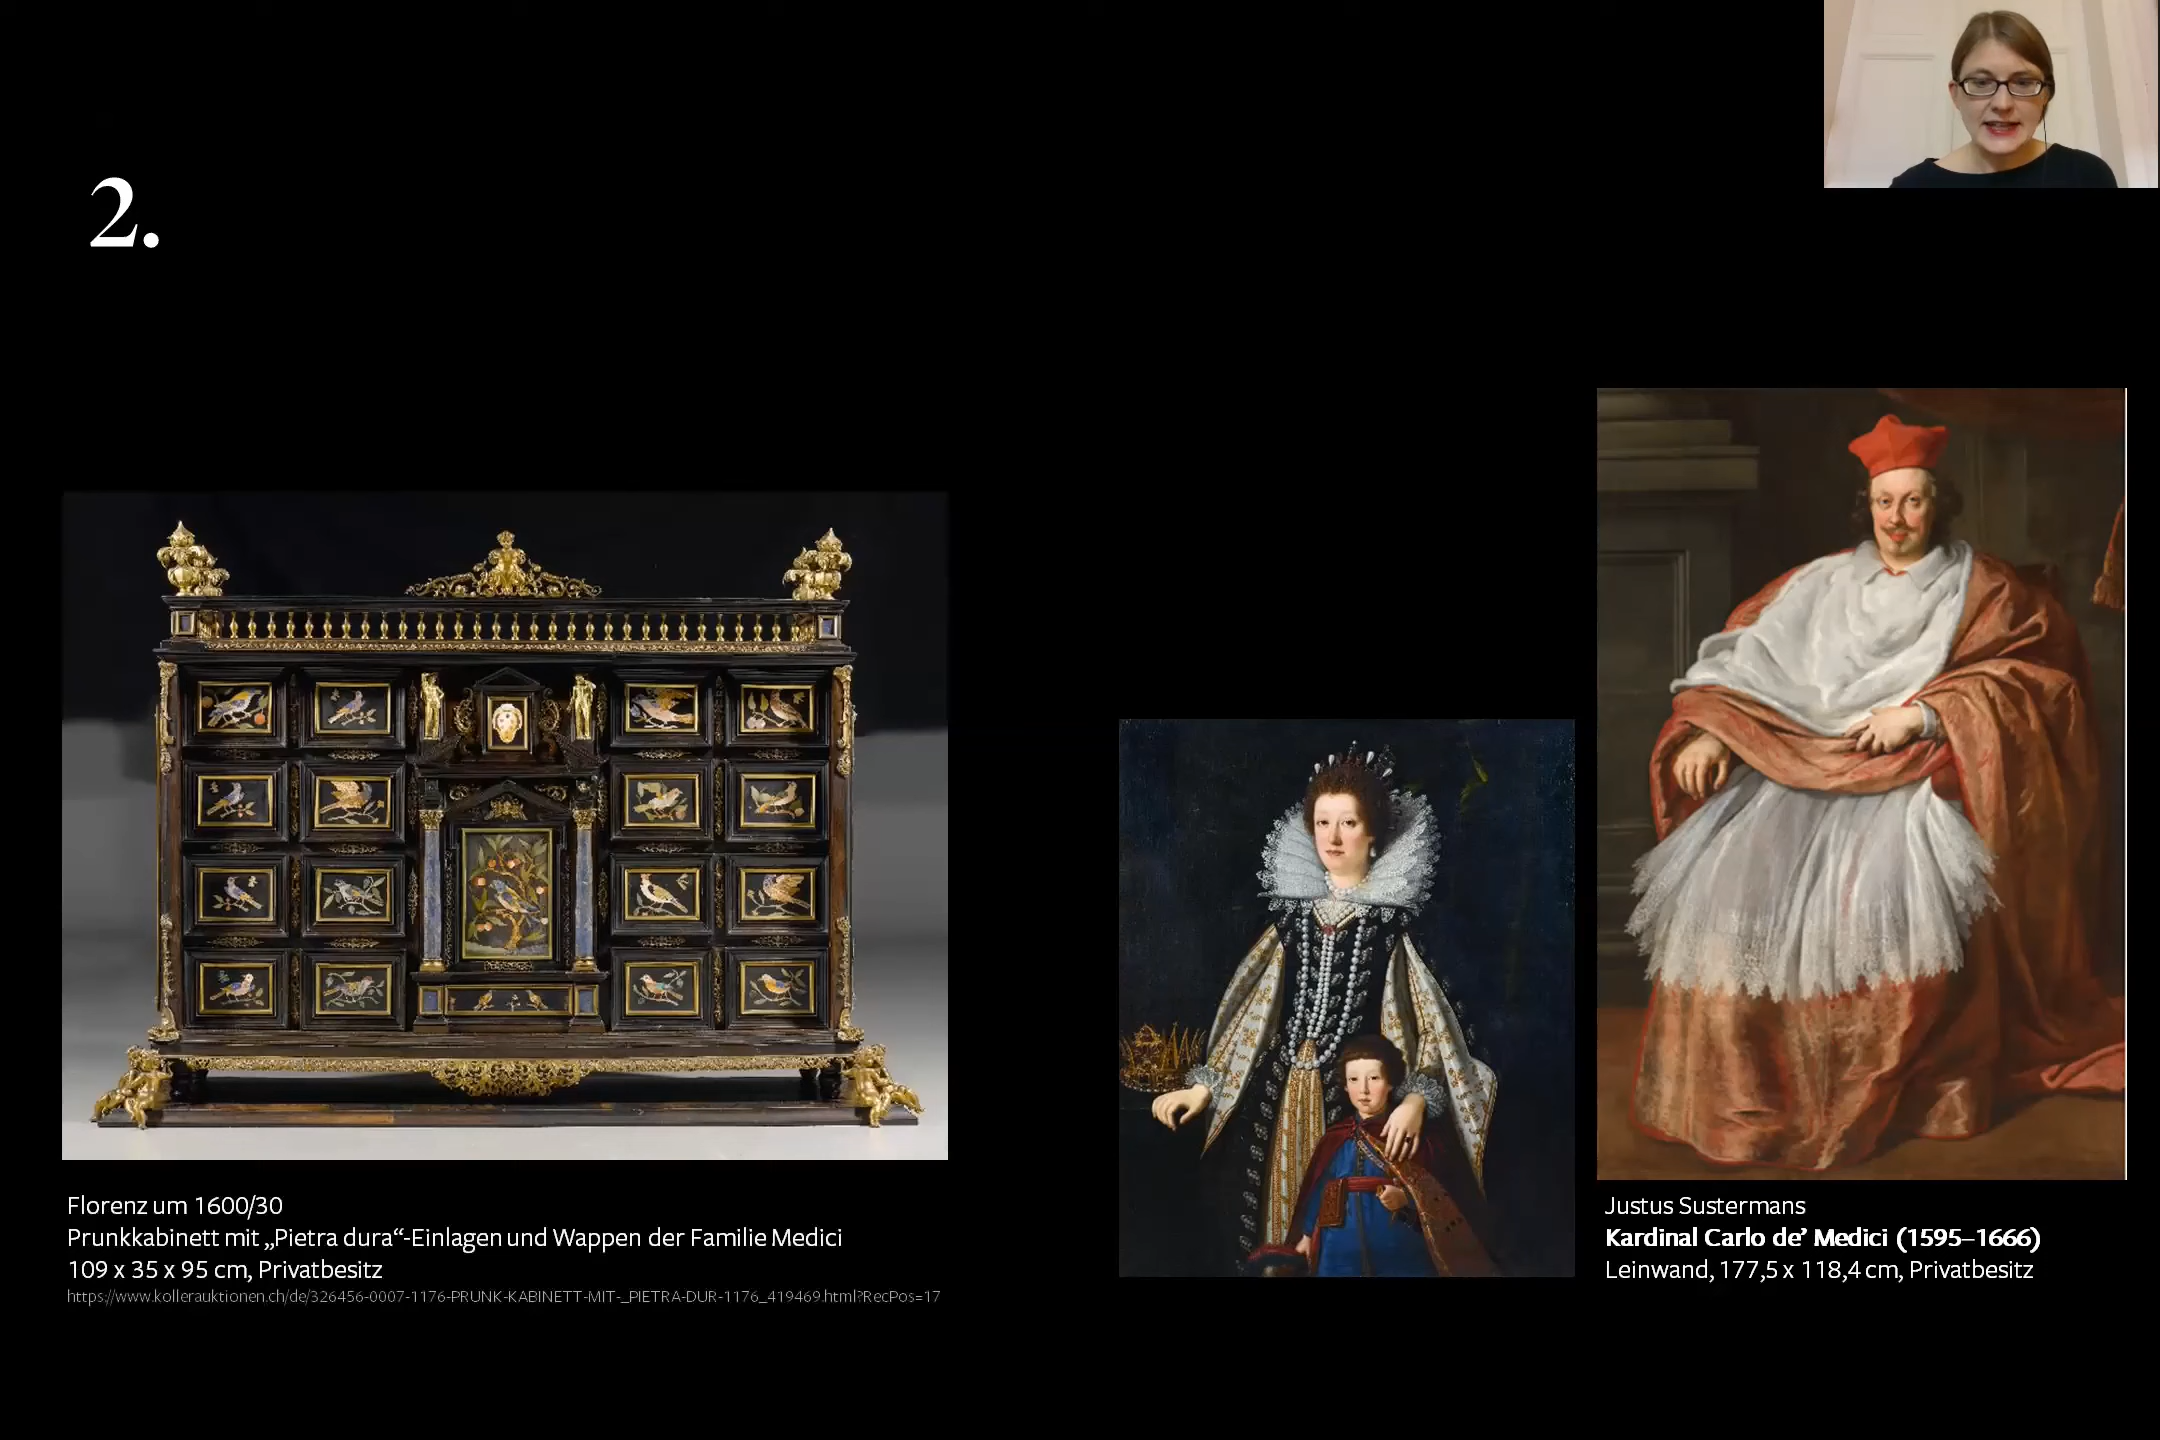 2.
Florenz um 1600/30
Prunkkabinett mit „Pietra dura“-Einlagen und Wappen der Familie Medici
109 x 35 x 95 cm, Privatbesitz
https://www.kollerauktionen.ch/de/326456-0007-1176-PRUNK-KABINETT-MIT-_PIETRA-DUR-1176_419469.html?RecPos=17
Justus Sustermans
Kardinal Carlo de’ Medici (1595–1666)
Leinwand, 177,5 x 118,4 cm, Privatbesitz